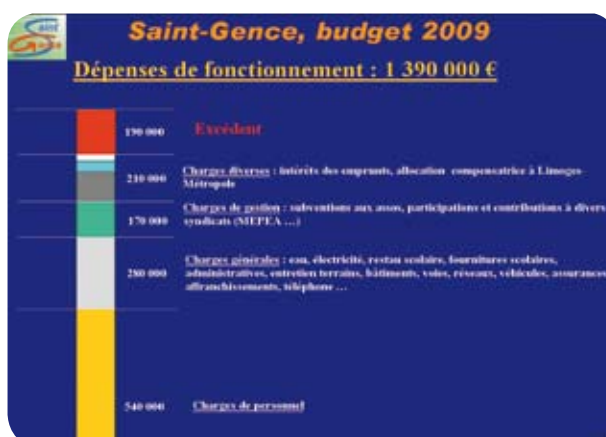 Saint
Gence
Saint-Gence, budget 2009
Dépenses de fonctionnement : 1 390 000 €
190 000 Excédent
210 000 Charges diverses : intérêts des emprunts, allocation compensatrice à Limoges-
Métropole
170 000 Charges de gestion : subventions aux assos, participations et contributions à divers
syndicats (MEPEA ...)
280 000 Charges générales : eau, électricité, restau scolaire, fournitures scolaires,
administratives, entretien terrains, bâtiments, voies, réseaux, véhicules, assurances
affranchissements, téléphone ...
540 000 Charges de personnel